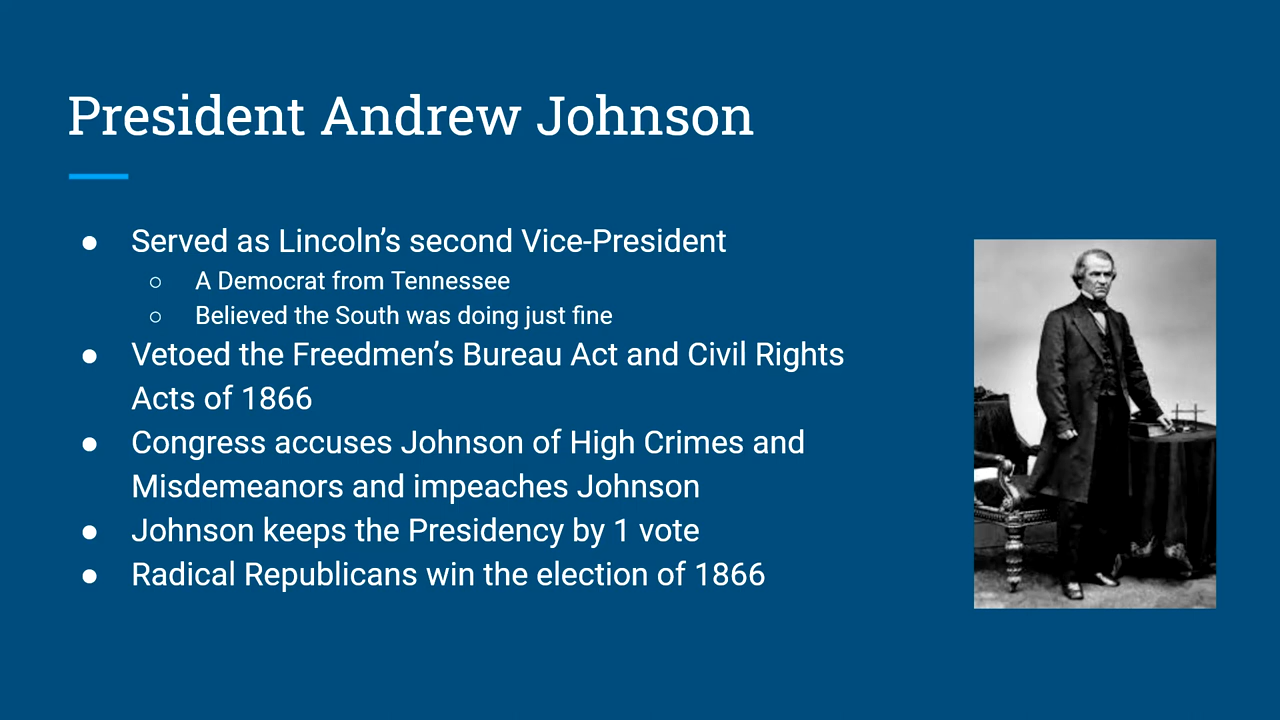 President Andrew Johnson
● Served as Lincoln’s second Vice-President
○ A Democrat from Tennessee
○ Believed the South was doing just fine
● Vetoed the Freedmen’s Bureau Act and Civil Rights
Acts of 1866
● Congress accuses Johnson of High Crimes and
Misdemeanors and impeaches Johnson
● Johnson keeps the Presidency by 1 vote
● Radical Republicans win the election of 1866